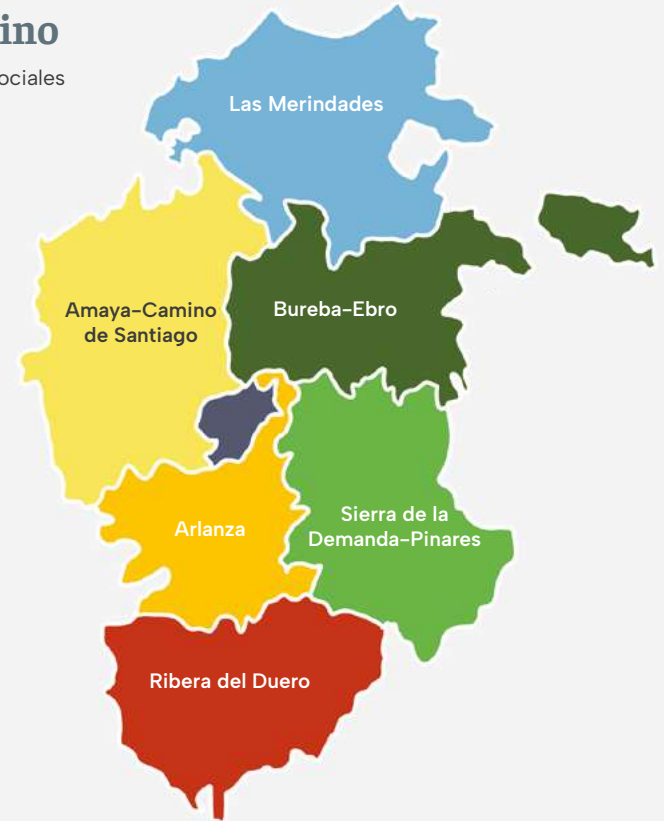 ino
ociales
Las Merindades
Amaya-Camino
de Santiago
Bureba-Ebro
Arlanza
Sierra de la
Demanda-Pinares
Ribera del Duero